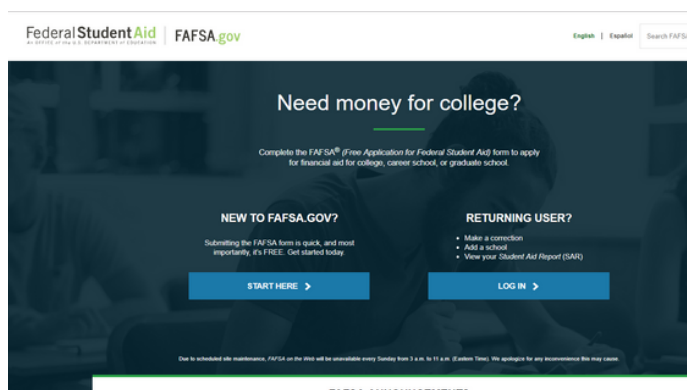 Federal Student Aid
An OFFICE of the U.S. DEPARTMENT of EDUCATION
FAFSA.gov
English | Español
Search FAFSA
Need money for college?
Complete the FAFSA® (Free Application for Federal Student Aid) form to apply
for financial aid for college, career school, or graduate school.
NEW TO FAFSA.GOV?
Submitting the FAFSA form is quick, and most
importantly, it's FREE. Get started today.
START HERE
RETURNING USER?
• Make a correction
• Add a school
• View your Student Aid Report (SAR)
LOG IN
Due to scheduled site maintenance, FAFSA on the Web will be unavailable every Sunday from 3 a.m. to 11 a.m. (Eastern Time). We apologize for any inconvenience this may cause.
FAFSA ANNOUNCEMENTS